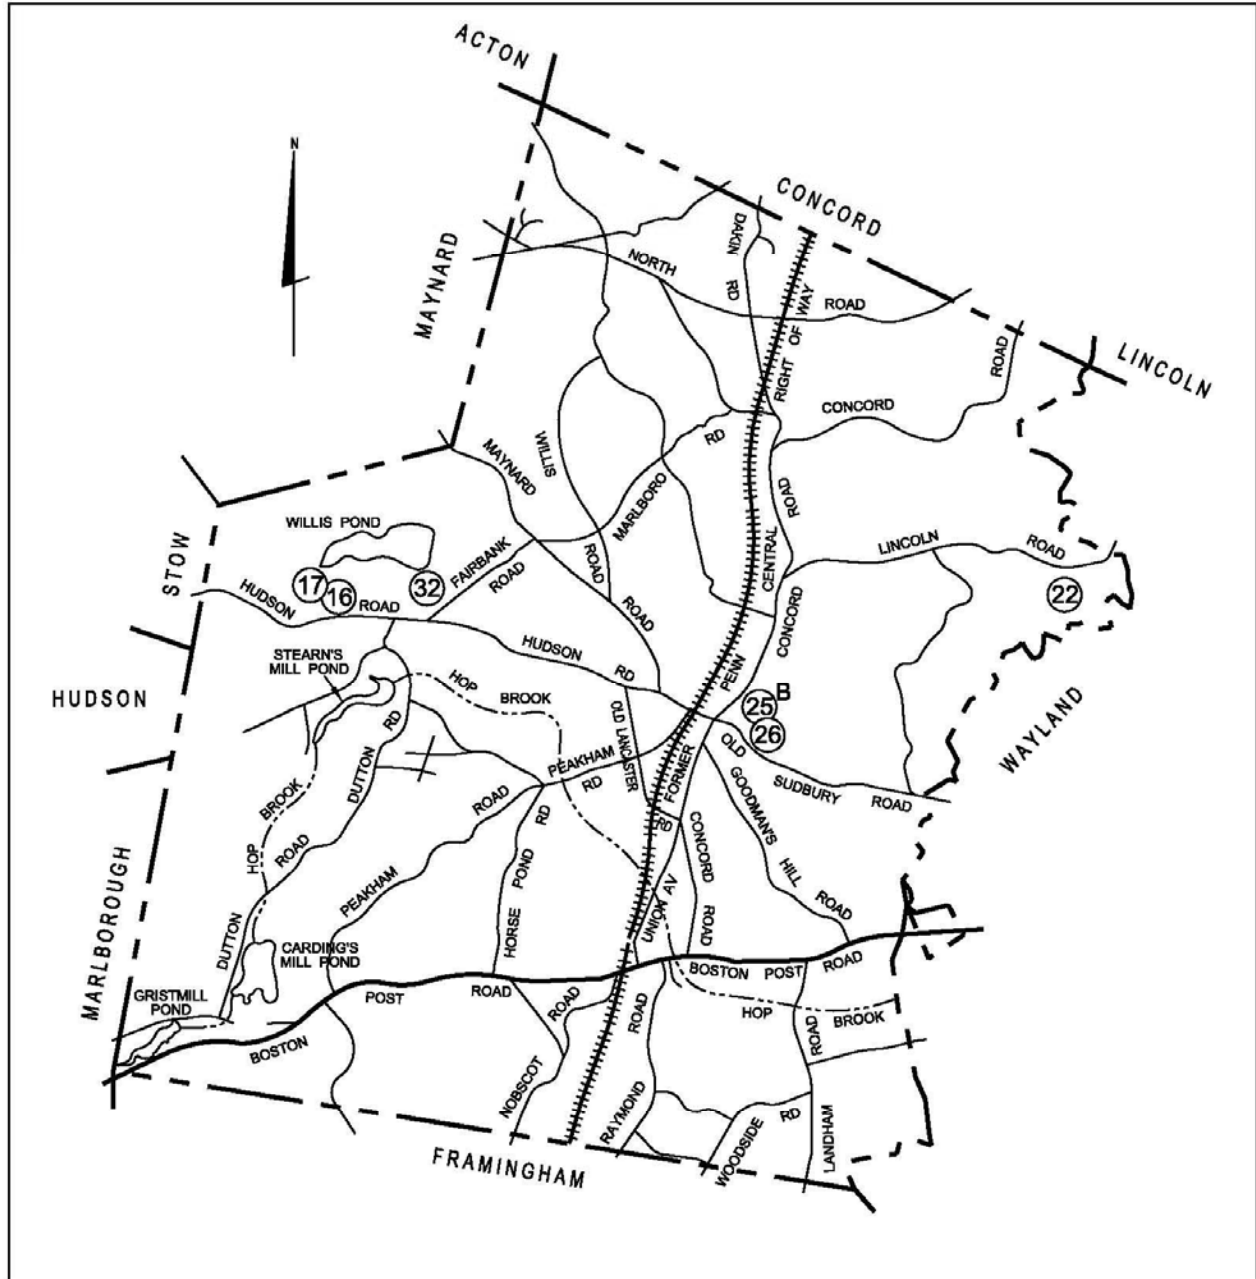 ACTON
CONCORD
N
MAYNARD
DAKIN
RD
NORTH
ROAD
RIGHT OF WAY
ROAD
LINCOLN
CONCORD
WILLIS
MAYNARD
RD
MARLBORO
ROAD
WILLIS POND
STOW
FAIRBANK
ROAD
ROAD
LINCOLN
ROAD
CENTRAL
17
16
32
22
HUDSON
ROAD
ROAD
HUDSON
RD
CONCORD
STEARN'S
MILL POND
HOP
BROOK
PENN
HUDSON
25 B
26
OLD LANCASTER
RD
WAYLAND
RD
DUTTON
PEAKHAM
RD
FORMER
OLD
SUDBURY
ROAD
BROOK
ROAD
RD
GOODMAN'S
HILL
ROAD
HOP
ROAD
PEAKHAM
HORSE
POND
RD
CONCORD
ROAD
MARLBOROUGH
DUTTON
CARDING'S
MILL POND
UNION AV
BOSTON
POST
ROAD
GRISTMILL
POND
POST
ROAD
ROAD
ROAD
HOP
BROOK
BOSTON
ROAD
NOBSCOT
RAYMOND
WOODSIDE
RD
LANDHAM
FRAMINGHAM